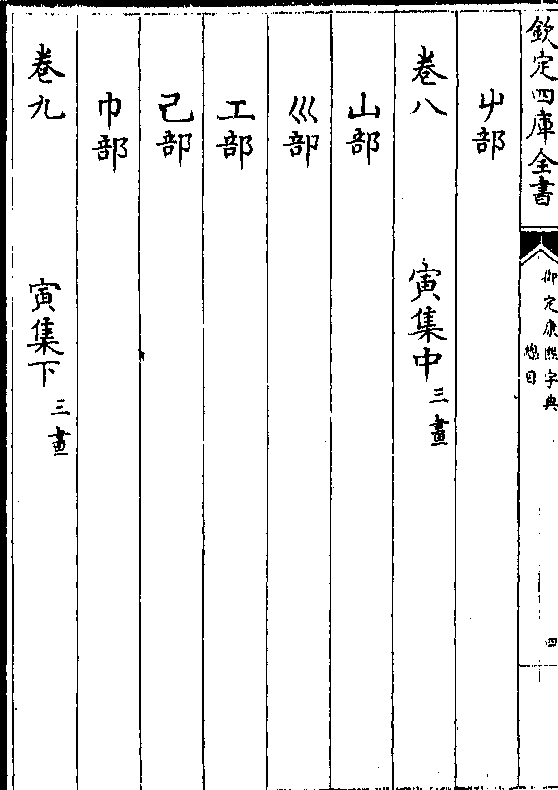 欽定四庫全書
御定康熙字典
總目
四
屮部
卷八 寅集中三畫
山部
巛部
工部
己部
巾部
卷九 寅集下三畫